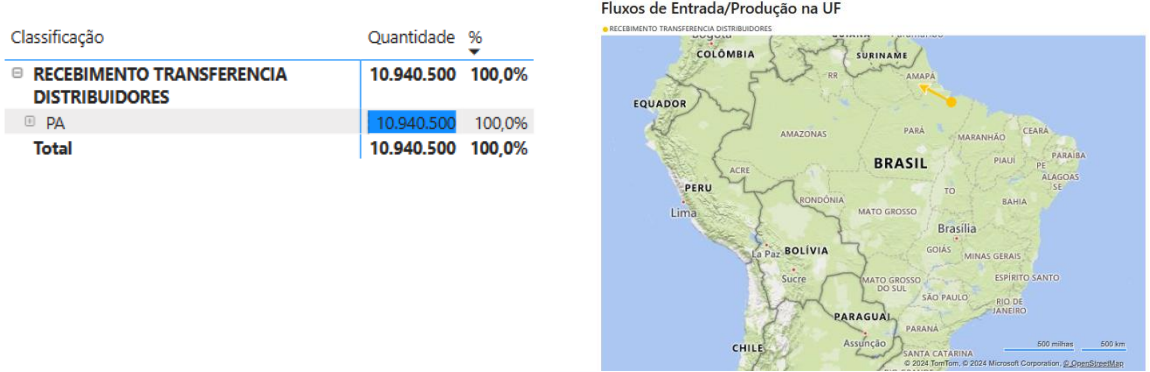 Classificação Quantidade %
RECEBIMENTO TRANSFERENCIA DISTRIBUIDORES 10.940.500 100,0%
PA 10.940.500 100,0%
Total 10.940.500 100,0%
Fluxos de Entrada/Produção na UF
RECEBIMENTO TRANSFERENCIA DISTRIBUIDORES
Bogotá
COLÔMBIA
SURINAME
Paramaribo
RR
AMAPÁ
EQUADOR
AMAZONAS
PARÁ
MARANHÃO
CEARÁ
BRASIL
PIAUÍ
PARAÍBA
PE
ALAGOAS
SE
ACRE
PERU
TO
BAHIA
RONDÔNIA
Lima
MATO GROSSO
Brasília
La Paz
BOLÍVIA
GOIÁS
MINAS GERAIS
Sucre
MATO GROSSO
DO SUL
ESPÍRITO SANTO
SÃO PAULO
RIO DE
JANEIRO
PARAGUAI
PARANÁ
Assunção
CHILE
SANTA CATARINA
500 milhas 500 km
© 2024 TomTom, © 2024 Microsoft Corporation, © OpenStreetMap